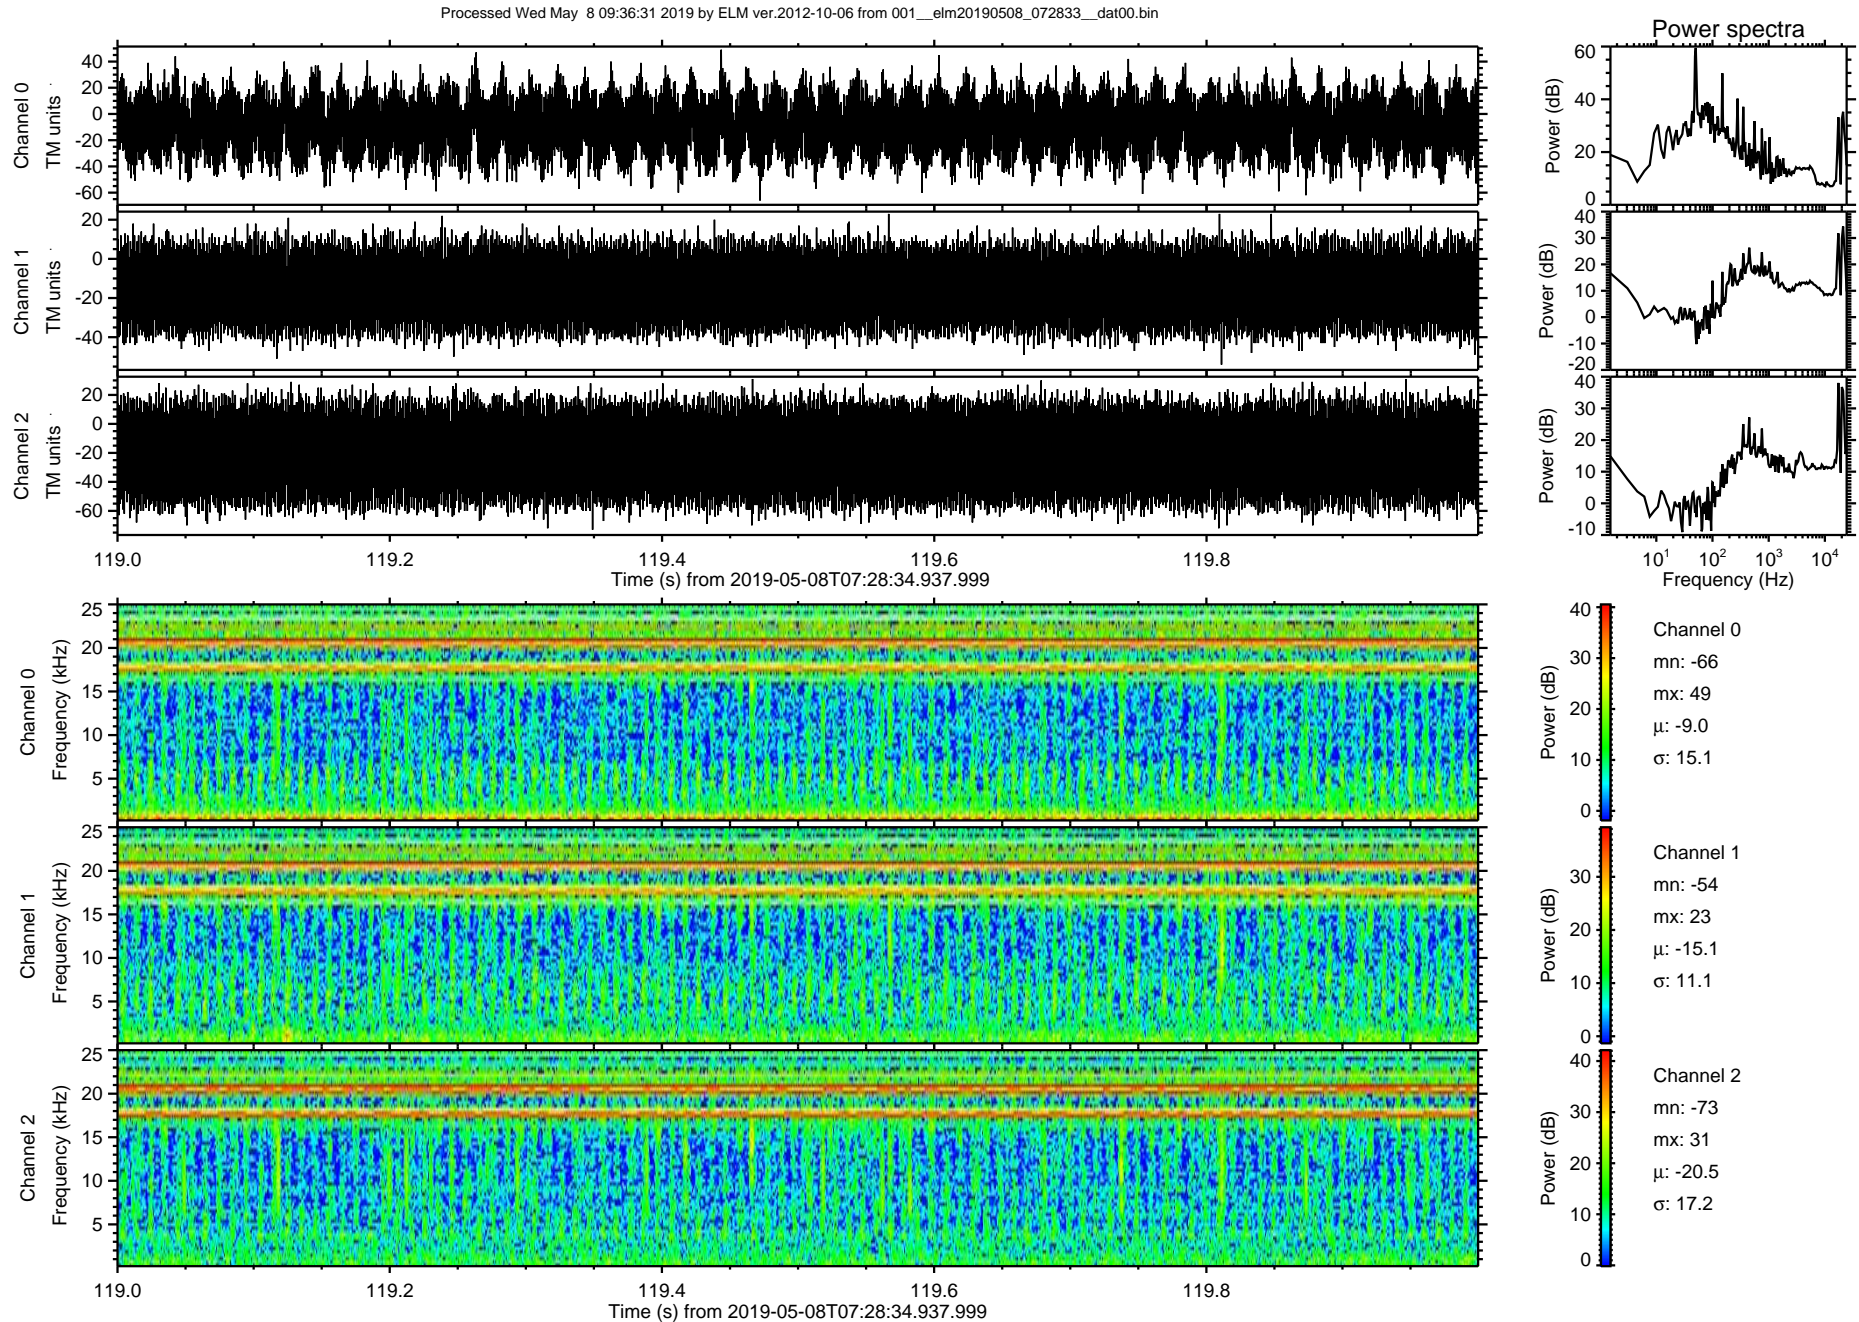 Processed Wed May  8 09:36:31 2019 by ELM ver.2012-10-06 from 001__elm20190508_072833__dat00.bin
Power spectra
Channel 0
TM units
40
20
0
-20
-40
-60
Power (dB)
60
40
20
0
Channel 1
TM units
20
0
-20
-40
Power (dB)
40
30
20
10
0
-10
-20
Channel 2
TM units
20
0
-20
-40
-60
Power (dB)
40
30
20
10
0
-10
119.0 119.2 119.4 119.6 119.8
Time (s) from 2019-05-08T07:28:34.937.999
10¹ 10² 10³ 10⁴
Frequency (Hz)
Channel 0
Frequency (kHz)
25
20
15
10
5
Power (dB)
40
30
20
10
0
Channel 0
mn: -66
mx: 49
μ: -9.0
σ: 15.1
Channel 1
Frequency (kHz)
25
20
15
10
5
Power (dB)
30
20
10
0
Channel 1
mn: -54
mx: 23
μ: -15.1
σ: 11.1
Channel 2
Frequency (kHz)
25
20
15
10
5
Power (dB)
40
30
20
10
0
Channel 2
mn: -73
mx: 31
μ: -20.5
σ: 17.2
119.0 119.2 119.4 119.6 119.8
Time (s) from 2019-05-08T07:28:34.937.999